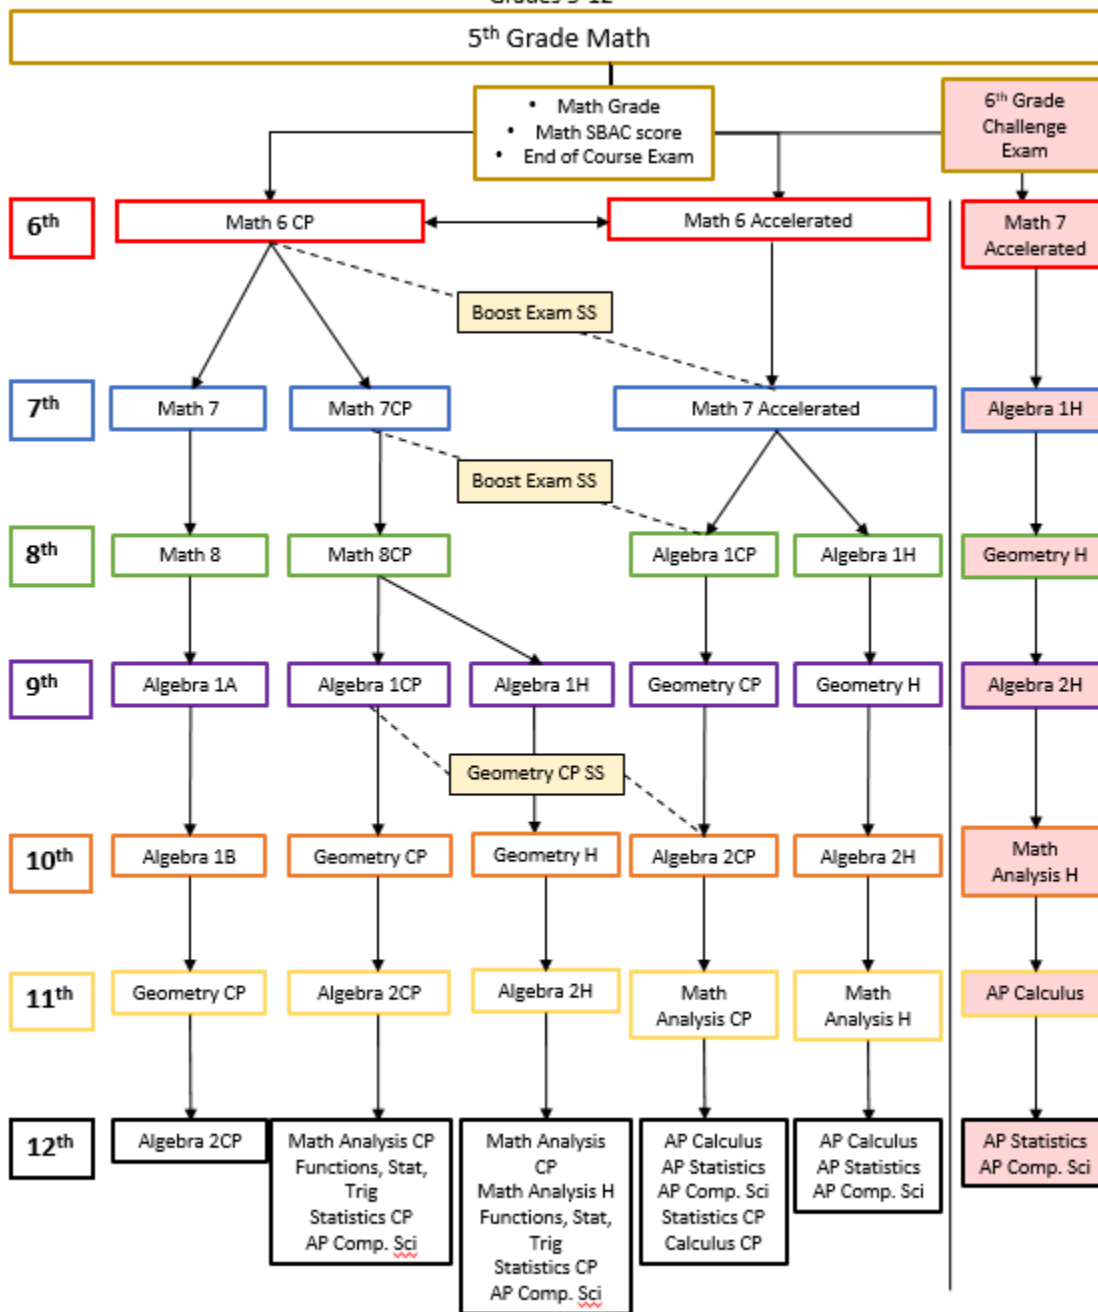 Grades 5-12
5th Grade Math
• Math Grade
• Math SBAC score
• End of Course Exam
6th Grade
Challenge
Exam
6th
Math 6 CP
Math 6 Accelerated
Math 7
Accelerated
Boost Exam SS
7th
Math 7
Math 7CP
Math 7 Accelerated
Algebra 1H
Boost Exam SS
8th
Math 8
Math 8CP
Algebra 1CP
Algebra 1H
Geometry H
9th
Algebra 1A
Algebra 1CP
Algebra 1H
Geometry CP
Geometry H
Algebra 2H
Geometry CP SS
10th
Algebra 1B
Geometry CP
Geometry H
Algebra 2CP
Algebra 2H
Math
Analysis H
11th
Geometry CP
Algebra 2CP
Algebra 2H
Math
Analysis CP
Math
Analysis H
AP Calculus
12th
Algebra 2CP
Math Analysis CP
Functions, Stat,
Trig
Statistics CP
AP Comp. Sci
Math Analysis
CP
Math Analysis H
Functions, Stat,
Trig
Statistics CP
AP Comp. Sci
AP Calculus
AP Statistics
AP Comp. Sci
Statistics CP
Calculus CP
AP Calculus
AP Statistics
AP Comp. Sci
AP Statistics
AP Comp. Sci